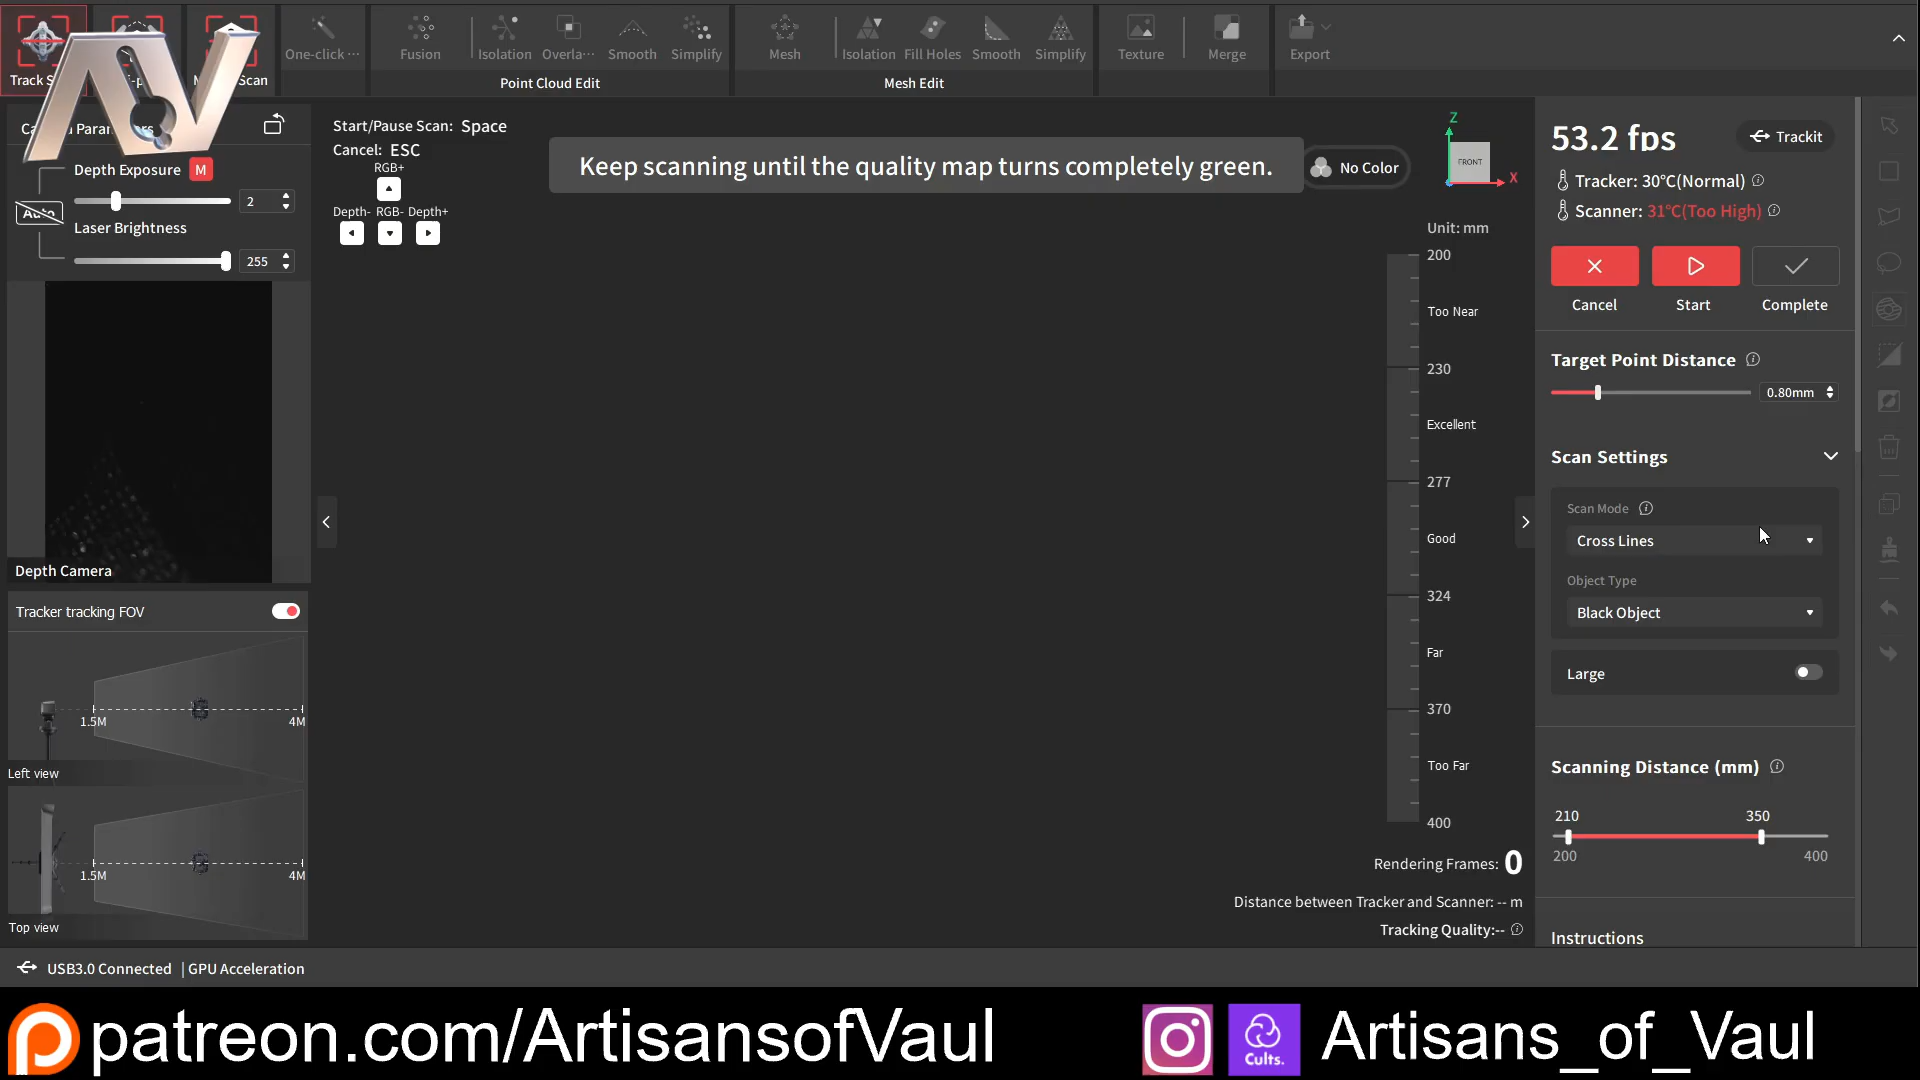 One-click ···
Fusion
Isolation
Overla···
Smooth
Simplify
Mesh
Isolation
Fill Holes
Smooth
Simplify
Texture
Merge
Export
Track S
Scan
Point Cloud Edit
Mesh Edit
AV
Depth Exposure
M
2
Auto
Laser Brightness
255
Depth Camera
Tracker tracking FOV
1.5M
4M
Left view
1.5M
4M
Top view
Start/Pause Scan: Space
Cancel: ESC
RGB+
Depth- RGB- Depth+
Keep scanning until the quality map turns completely green.
No Color
Z
FRONT
X
Unit: mm
200
Too Near
230
Excellent
277
Good
324
Far
370
Too Far
400
Rendering Frames: 0
Distance between Tracker and Scanner: -- m
Tracking Quality:--
53.2 fps
Trackit
Tracker: 30°C(Normal)
Scanner: 31°C(Too High)
Cancel
Start
Complete
Target Point Distance
0.80mm
Scan Settings
Scan Mode
Cross Lines
Object Type
Black Object
Large
Scanning Distance (mm)
210
350
200
400
Instructions
USB3.0 Connected | GPU Acceleration
patreon.com/ArtisansofVaul
Cults.
Artisans_of_Vaul